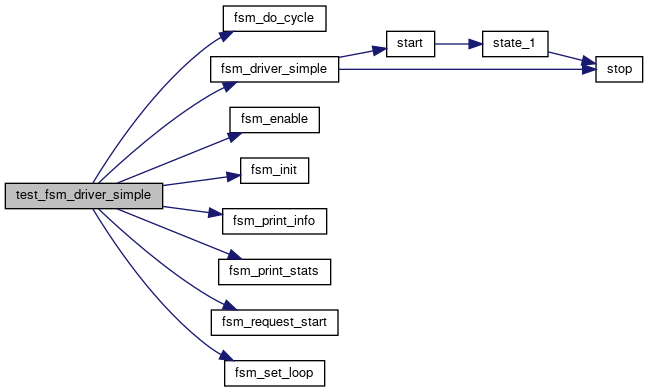 fsm_do_cycle
start
state_1
fsm_driver_simple
stop
fsm_enable
fsm_init
test_fsm_driver_simple
fsm_print_info
fsm_print_stats
fsm_request_start
fsm_set_loop